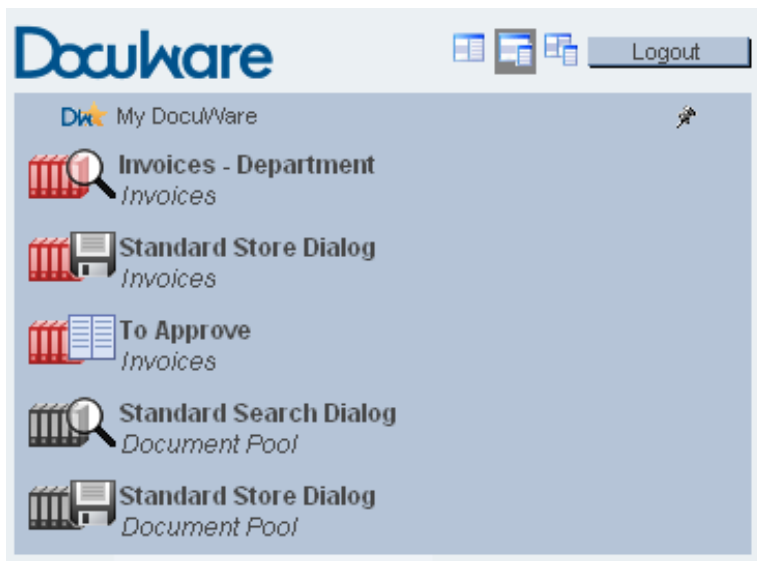 DocuWare
Logout
DW My DocuWare
Invoices - Department
Invoices
Standard Store Dialog
Invoices
To Approve
Invoices
Standard Search Dialog
Document Pool
Standard Store Dialog
Document Pool